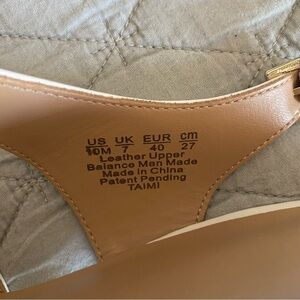 US UK EUR cm
10M 7 40 27
Leather Upper
Balance Man Made
Made in China
Patent Pending
TAIMI